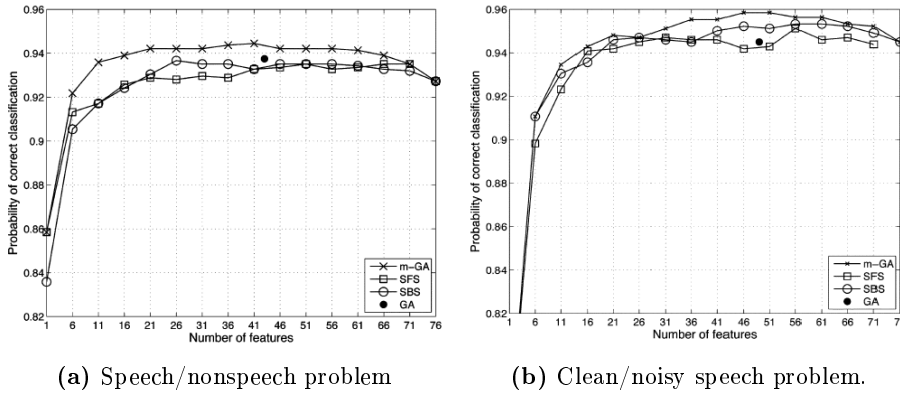 0.96
0.94
0.92
0.9
0.88
0.86
0.84
0.82
Probability of correct classification
1 6 11 16 21 26 31 36 41 46 51 56 61 66 71 76
Number of features
m−GA
SFS
SBS
GA
(a) Speech/nonspeech problem
0.96
0.94
0.92
0.9
0.88
0.86
0.84
0.82
Probability of correct classification
1 6 11 16 21 26 31 36 41 46 51 56 61 66 71
Number of features
m−GA
SFS
SBS
GA
(b) Clean/noisy speech problem.